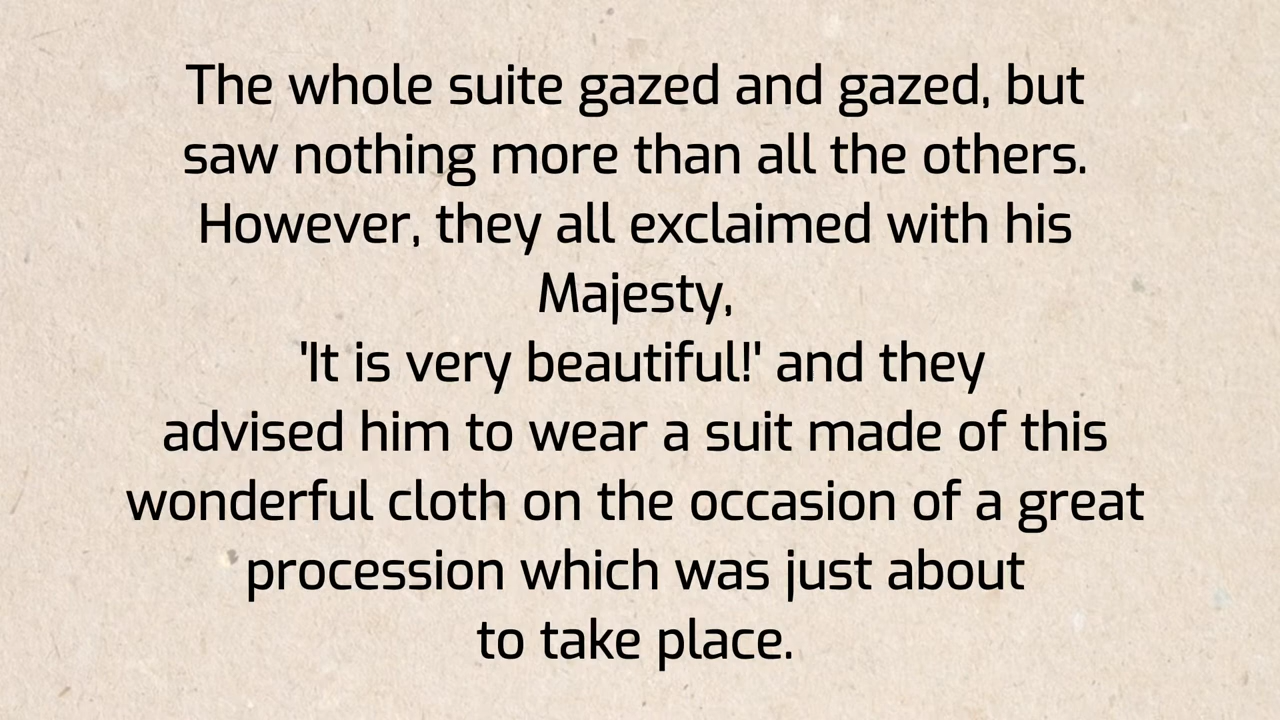 The whole suite gazed and gazed, but
saw nothing more than all the others.
However, they all exclaimed with his
Majesty,
'It is very beautiful!' and they
advised him to wear a suit made of this
wonderful cloth on the occasion of a great
procession which was just about
to take place.